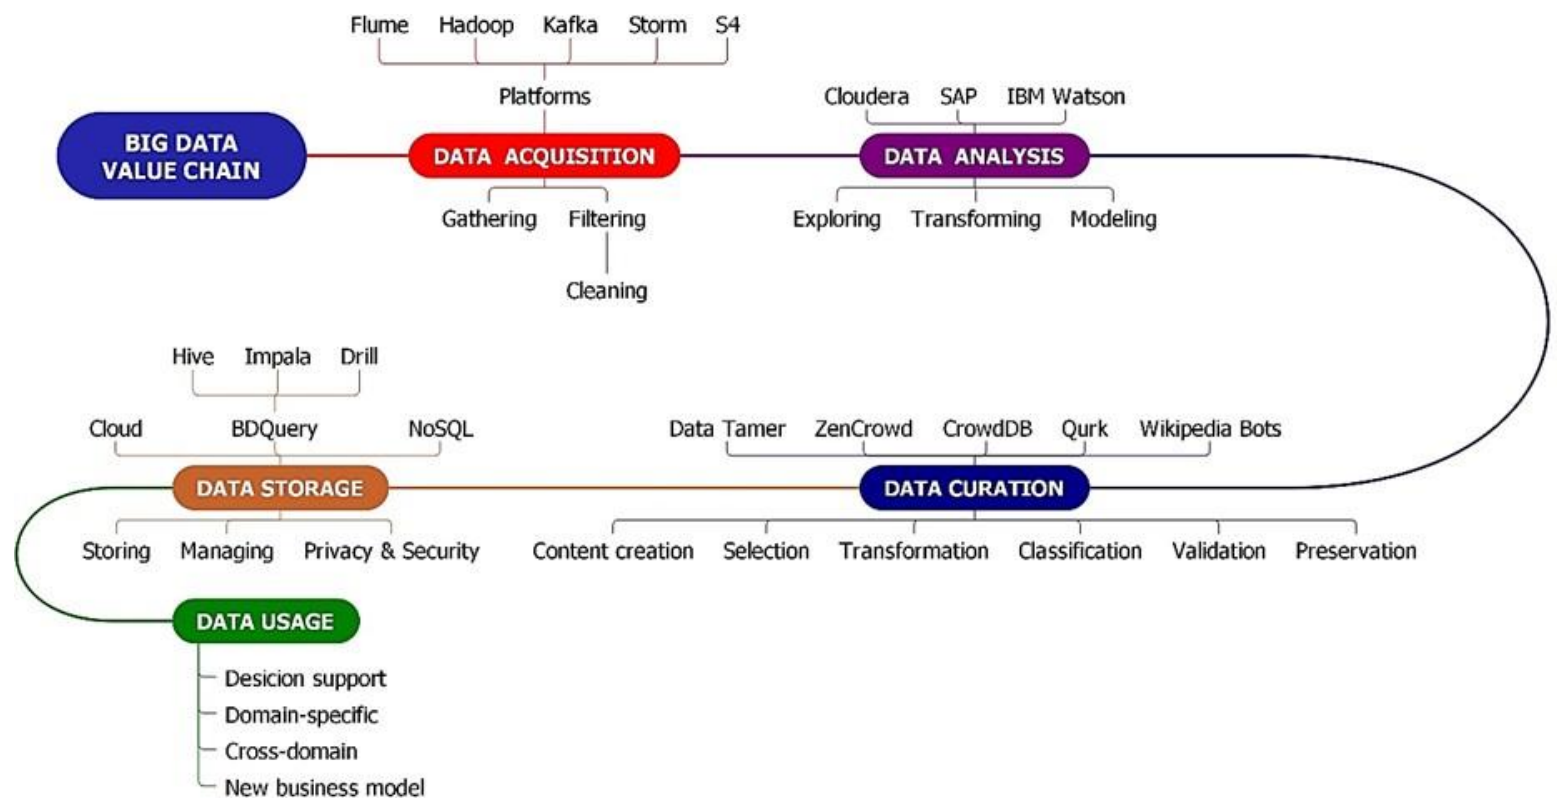 Flume Hadoop Kafka Storm S4
Platforms
Cloudera SAP IBM Watson
BIG DATA
VALUE CHAIN
DATA ACQUISITION
DATA ANALYSIS
Gathering Filtering
Exploring Transforming Modeling
Cleaning
Hive Impala Drill
Cloud BDQuery NoSQL
Data Tamer ZenCrowd CrowdDB Qurk Wikipedia Bots
DATA STORAGE
DATA CURATION
Storing Managing Privacy & Security
Content creation Selection Transformation Classification Validation Preservation
DATA USAGE
Desicion support
Domain-specific
Cross-domain
New business model